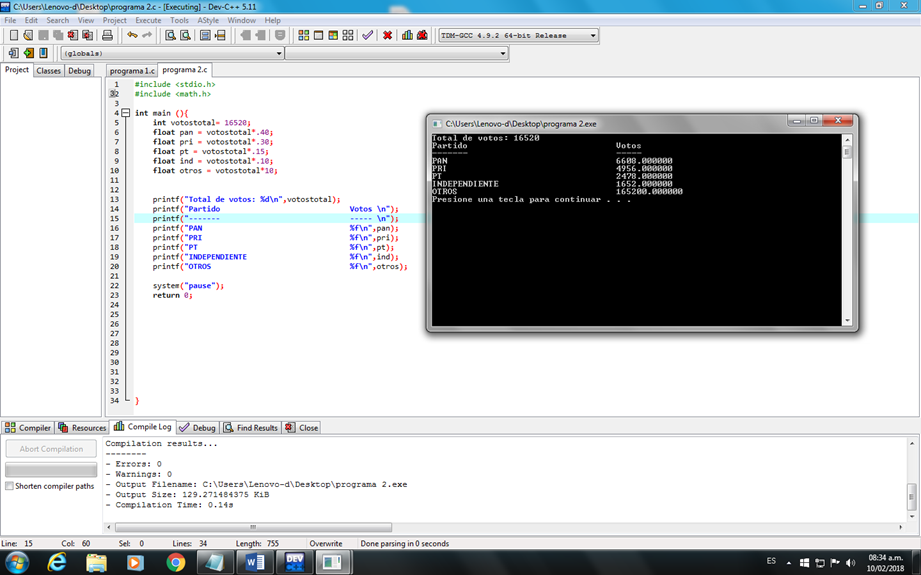 C:\Users\Lenovo-d\Desktop\programa 2.c - [Executing] - Dev-C++ 5.11
File Edit Search View Project Execute Tools AStyle Window Help
TDM-GCC 4.9.2 64-bit Release
(globals)
Project Classes Debug
programa 1.c programa 2.c
1 #include <stdio.h>
2 #include <math.h>
3
4 int main (){
5 int votostotal= 16520;
6 float pan = votostotal*.40;
7 float pri = votostotal*.30;
8 float pt = votostotal*.15;
9 float ind = votostotal*.10;
10 float otros = votostotal*10;
11
12
13 printf("Total de votos: %d\n",votostotal);
14 printf("Partido Votos \n");
15 printf("------- ----- \n");
16 printf("PAN %f\n",pan);
17 printf("PRI %f\n",pri);
18 printf("PT %f\n",pt);
19 printf("INDEPENDIENTE %f\n",ind);
20 printf("OTROS %f\n",otros);
21
22 system("pause");
23 return 0;
24
25
26
27
28
29
30
31
32
33
34 }
C:\Users\Lenovo-d\Desktop\programa 2.exe
Total de votos: 16520
Partido Votos
------- -----
PAN 6608.000000
PRI 4956.000000
PT 2478.000000
INDEPENDIENTE 1652.000000
OTROS 165200.000000
Presione una tecla para continuar . . .
Compiler Resources Compile Log Debug Find Results Close
Abort Compilation
Shorten compiler paths
Compilation results...
--------
- Errors: 0
- Warnings: 0
- Output Filename: C:\Users\Lenovo-d\Desktop\programa 2.exe
- Output Size: 129.271484375 KiB
- Compilation Time: 0.14s
Line: 15 Col: 60 Sel: 0 Lines: 34 Length: 755 Overwrite Done parsing in 0 seconds
DEV
ES
08:34 a.m.
10/02/2018